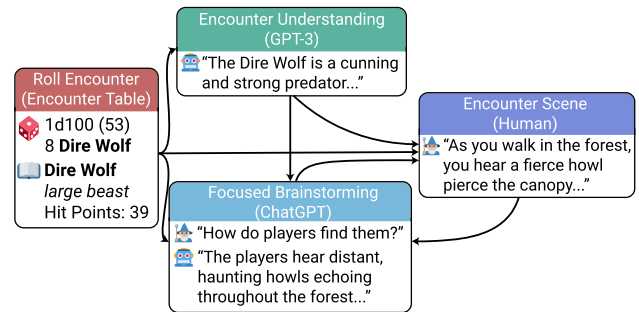 Roll Encounter
(Encounter Table)
1d100 (53)
8 Dire Wolf
Dire Wolf
large beast
Hit Points: 39
Encounter Understanding
(GPT-3)
“The Dire Wolf is a cunning
and strong predator...”
Focused Brainstorming
(ChatGPT)
“How do players find them?”
“The players hear distant,
haunting howls echoing
throughout the forest...”
Encounter Scene
(Human)
“As you walk in the forest,
you hear a fierce howl
pierce the canopy...”